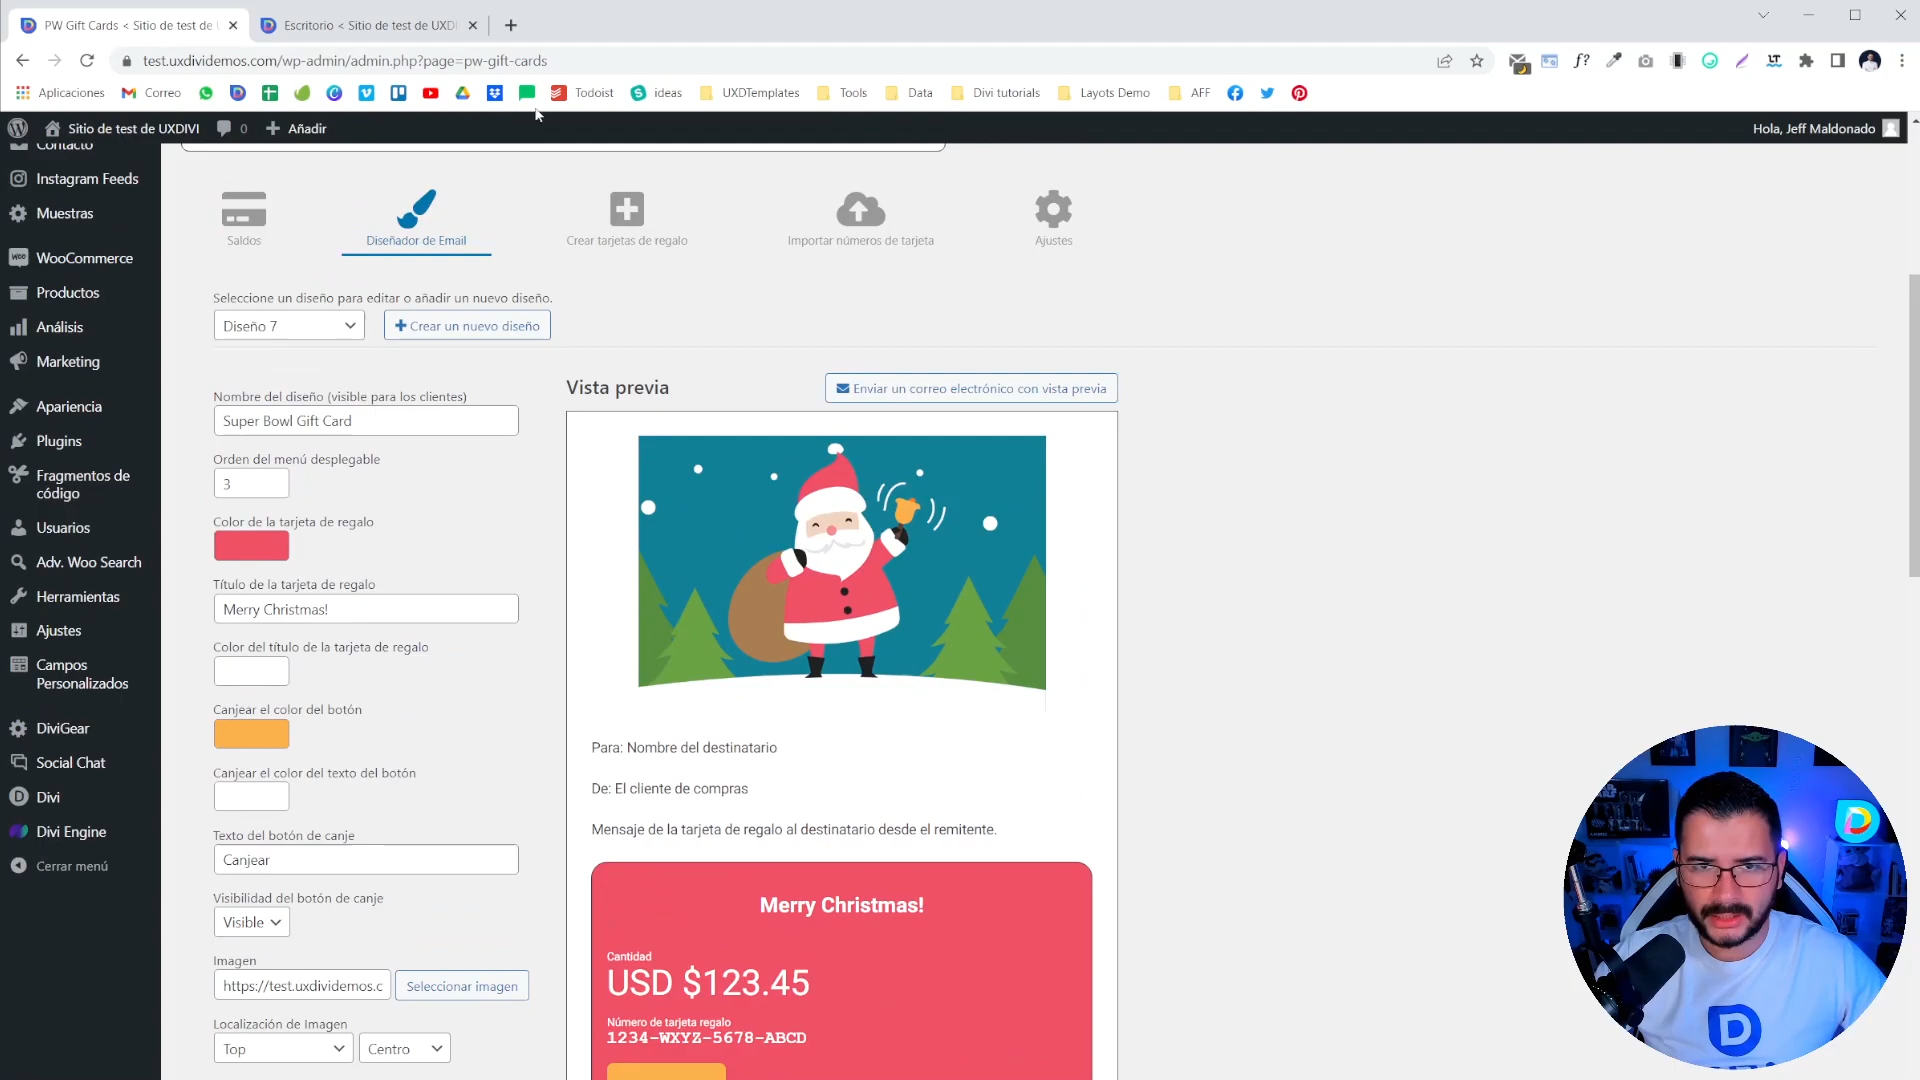 PW Gift Cards < Sitio de test de
Escritorio < Sitio de test de UXDI
test.uxdividemos.com/wp-admin/admin.php?page=pw-gift-cards
Aplicaciones
Correo
Todoist
ideas
UXDTemplates
Tools
Data
Divi tutorials
Layots Demo
AFF
Sitio de test de UXDIVI
0
Añadir
Hola, Jeff Maldonado
Contacto
Instagram Feeds
Muestras
WooCommerce
Productos
Análisis
Marketing
Apariencia
Plugins
Fragmentos de
código
Usuarios
Adv. Woo Search
Herramientas
Ajustes
Campos
Personalizados
DiviGear
Social Chat
Divi
Divi Engine
Cerrar menú
Saldos
Diseñador de Email
Crear tarjetas de regalo
Importar números de tarjeta
Ajustes
Seleccione un diseño para editar o añadir un nuevo diseño.
Diseño 7
Crear un nuevo diseño
Nombre del diseño (visible para los clientes)
Super Bowl Gift Card
Orden del menú desplegable
3
Color de la tarjeta de regalo
Título de la tarjeta de regalo
Merry Christmas!
Color del título de la tarjeta de regalo
Canjear el color del botón
Canjear el color del texto del botón
Texto del botón de canje
Canjear
Visibilidad del botón de canje
Visible
Imagen
https://test.uxdividemos.c
Seleccionar imagen
Localización de Imagen
Top
Centro
Vista previa
Enviar un correo electrónico con vista previa
Para: Nombre del destinatario
De: El cliente de compras
Mensaje de la tarjeta de regalo al destinatario desde el remitente.
Merry Christmas!
Cantidad
USD $123.45
Número de tarjeta regalo
1234-WXYZ-5678-ABCD